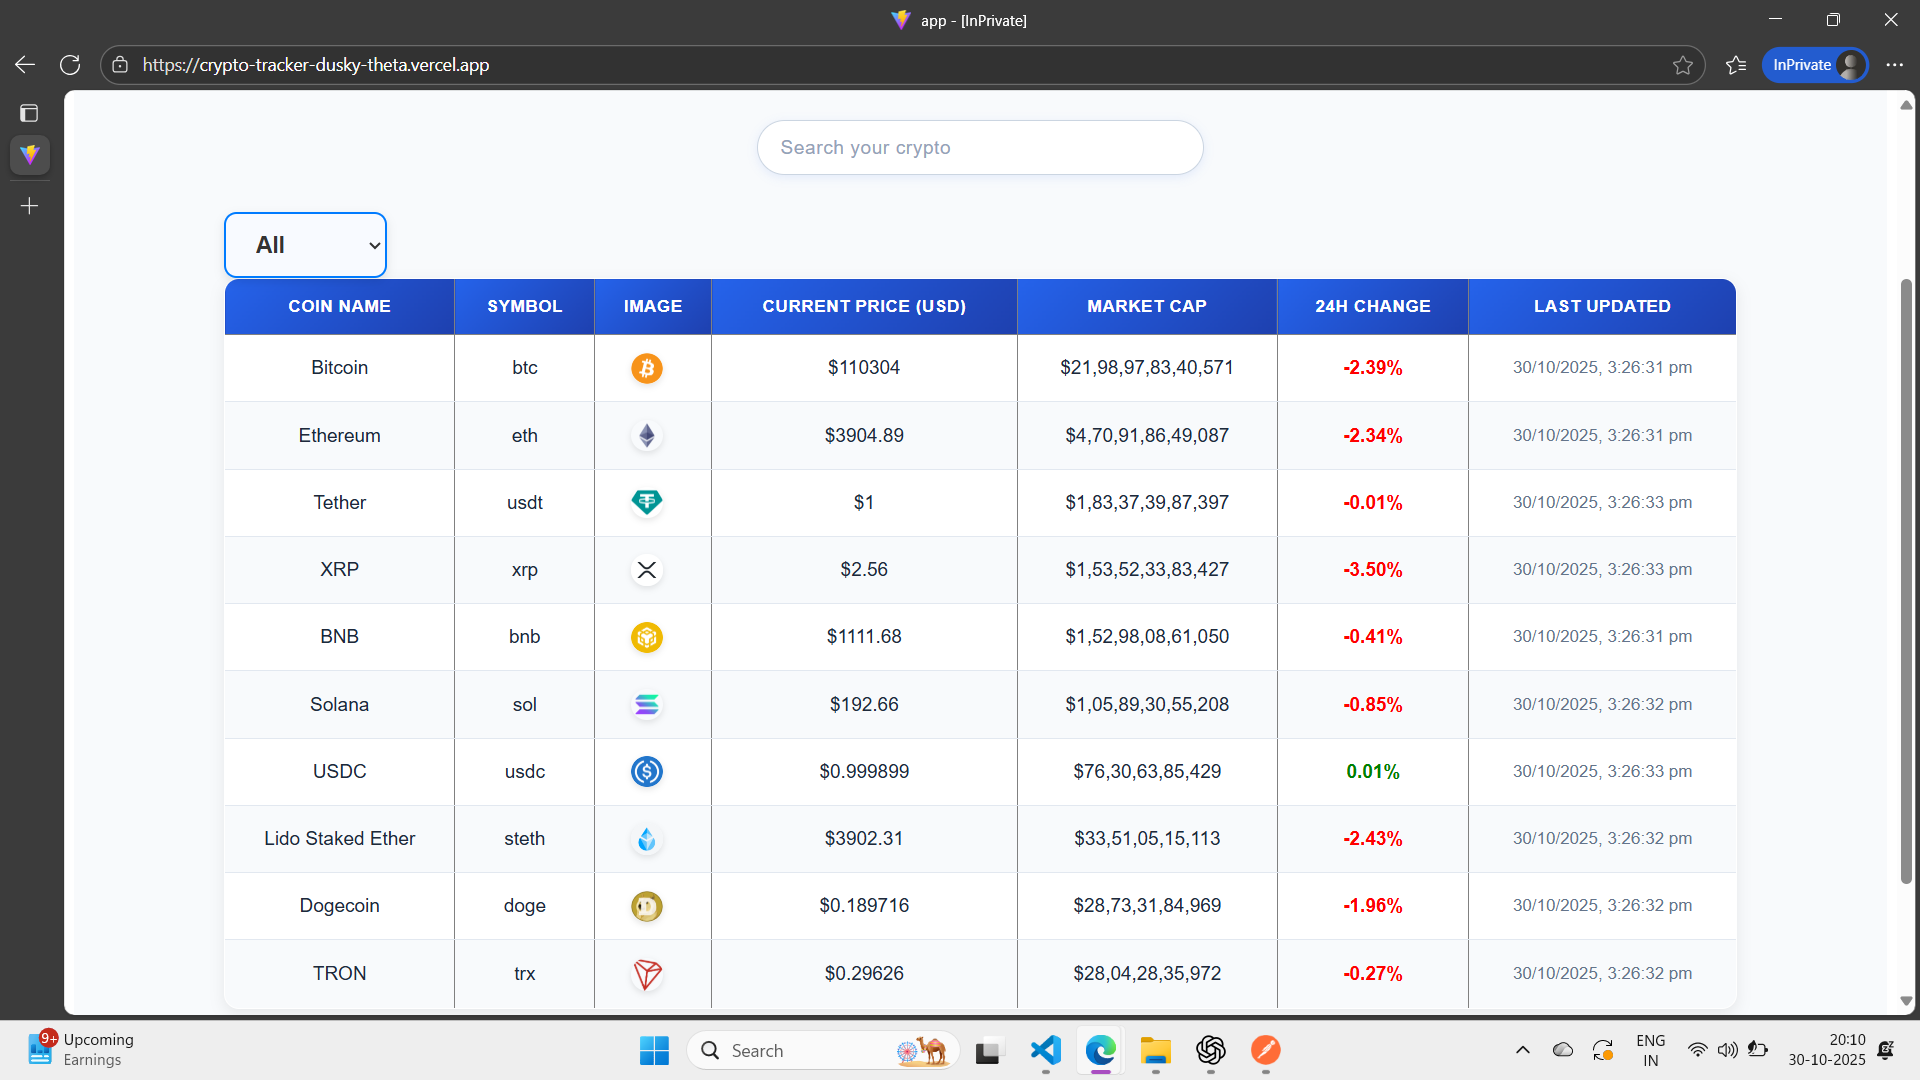 app - [InPrivate]
https://crypto-tracker-dusky-theta.vercel.app
InPrivate
Search your crypto
All
COIN NAME SYMBOL IMAGE CURRENT PRICE (USD) MARKET CAP 24H CHANGE LAST UPDATED
Bitcoin btc $110304 $21,98,97,83,40,571 -2.39% 30/10/2025, 3:26:31 pm
Ethereum eth $3904.89 $4,70,91,86,49,087 -2.34% 30/10/2025, 3:26:31 pm
Tether usdt $1 $1,83,37,39,87,397 -0.01% 30/10/2025, 3:26:33 pm
XRP xrp $2.56 $1,53,52,33,83,427 -3.50% 30/10/2025, 3:26:33 pm
BNB bnb $1111.68 $1,52,98,08,61,050 -0.41% 30/10/2025, 3:26:31 pm
Solana sol $192.66 $1,05,89,30,55,208 -0.85% 30/10/2025, 3:26:32 pm
USDC usdc $0.999899 $76,30,63,85,429 0.01% 30/10/2025, 3:26:33 pm
Lido Staked Ether steth $3902.31 $33,51,05,15,113 -2.43% 30/10/2025, 3:26:32 pm
Dogecoin doge $0.189716 $28,73,31,84,969 -1.96% 30/10/2025, 3:26:32 pm
TRON trx $0.29626 $28,04,28,35,972 -0.27% 30/10/2025, 3:26:32 pm
9+ Upcoming
Earnings
Search
ENG
IN
20:10
30-10-2025